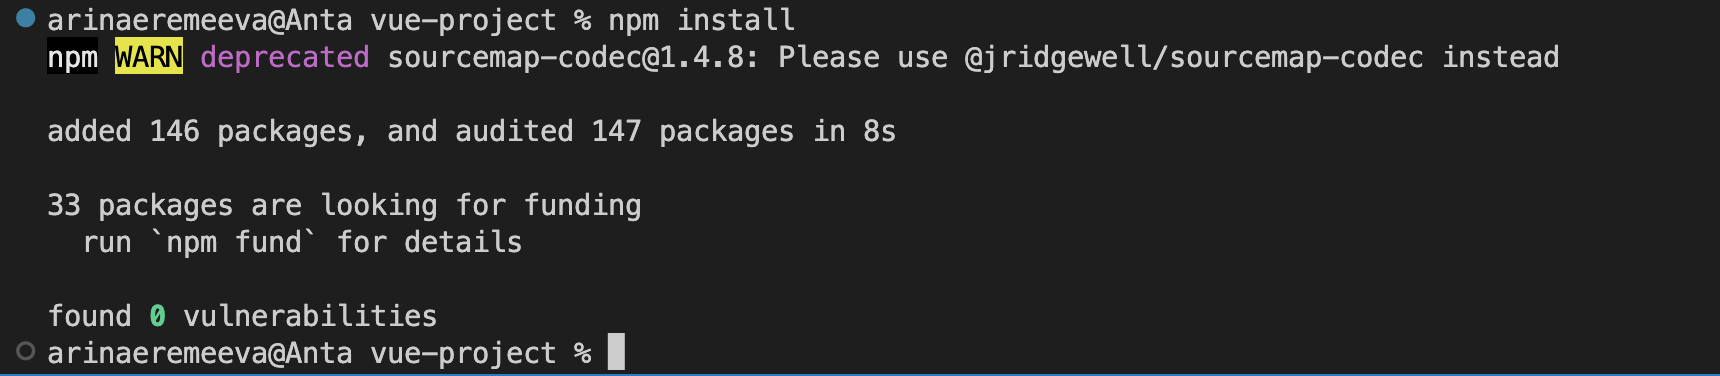 arinaeremeeva@Anta vue-project % npm install
npm WARN deprecated sourcemap-codec@1.4.8: Please use @jridgewell/sourcemap-codec instead
added 146 packages, and audited 147 packages in 8s
33 packages are looking for funding
  run `npm fund` for details
found 0 vulnerabilities
arinaeremeeva@Anta vue-project %